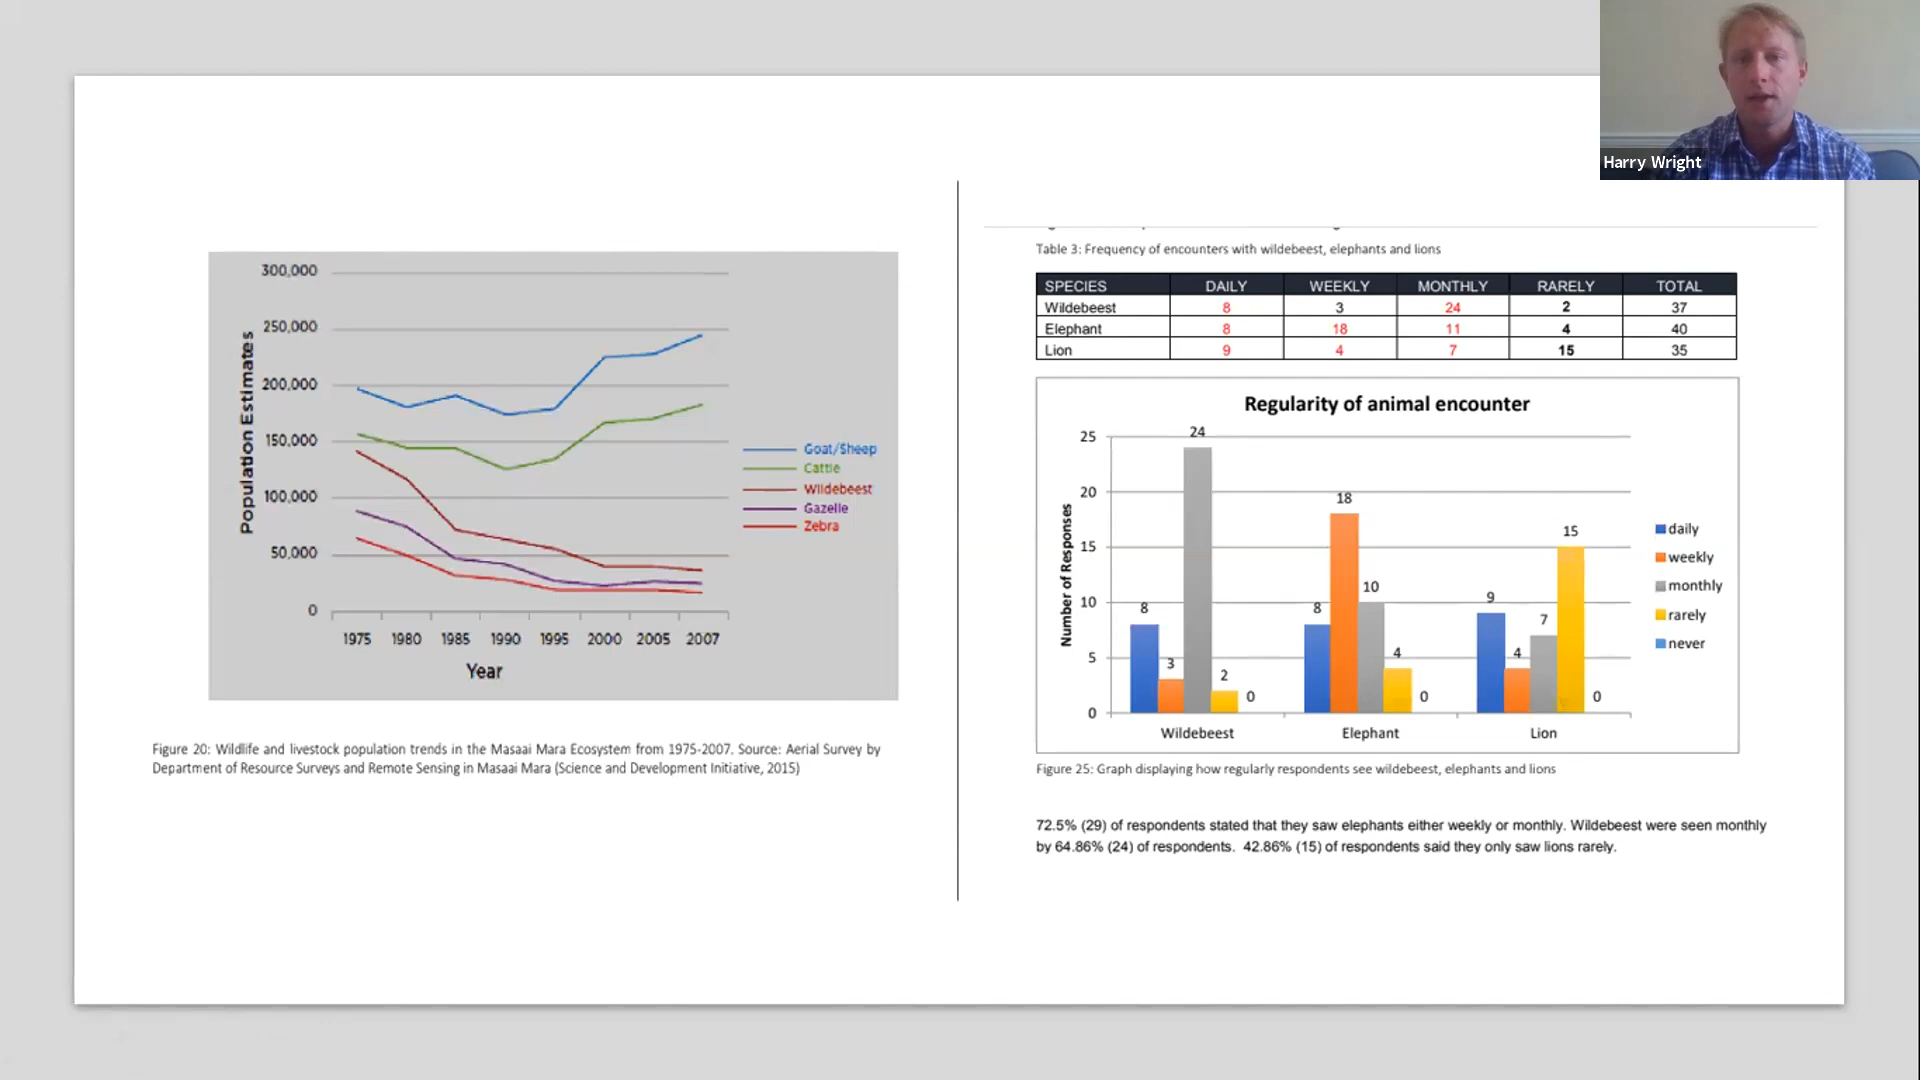 Harry Wright
300,000
250,000
200,000
150,000
100,000
50,000
0
Population Estimates
1975 1980 1985 1990 1995 2000 2005 2007
Year
Goat/Sheep
Cattle
Wildebeest
Gazelle
Zebra
Figure 20: Wildlife and livestock population trends in the Masaai Mara Ecosystem from 1975-2007. Source: Aerial Survey by
Department of Resource Surveys and Remote Sensing in Masaai Mara (Science and Development Initiative, 2015)
Table 3: Frequency of encounters with wildebeest, elephants and lions
SPECIES DAILY WEEKLY MONTHLY RARELY TOTAL
Wildebeest 8 3 24 2 37
Elephant 8 18 11 4 40
Lion 9 4 7 15 35
Regularity of animal encounter
25
20
15
10
5
0
Number of Responses
8 3 24 2 0
8 18 10 4 0
9 4 7 15 0
Wildebeest Elephant Lion
daily
weekly
monthly
rarely
never
Figure 25: Graph displaying how regularly respondents see wildebeest, elephants and lions
72.5% (29) of respondents stated that they saw elephants either weekly or monthly. Wildebeest were seen monthly
by 64.86% (24) of respondents. 42.86% (15) of respondents said they only saw lions rarely.